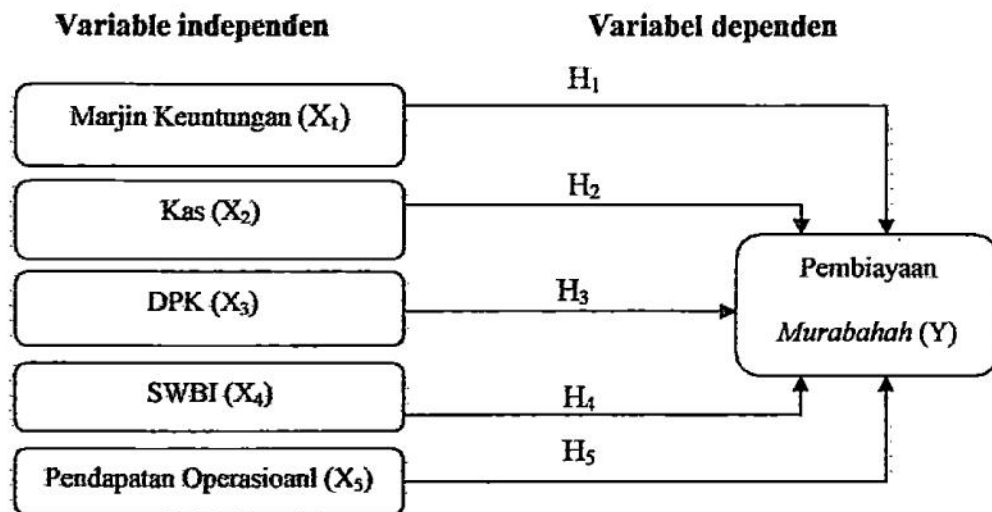 Variable independen
Variabel dependen
Marjin Keuntungan (X₁)
H₁
Kas (X₂)
H₂
DPK (X₃)
H₃
SWBI (X₄)
H₄
Pendapatan Operasioanl (X₅)
H₅
Pembiayaan
Murabahah (Y)